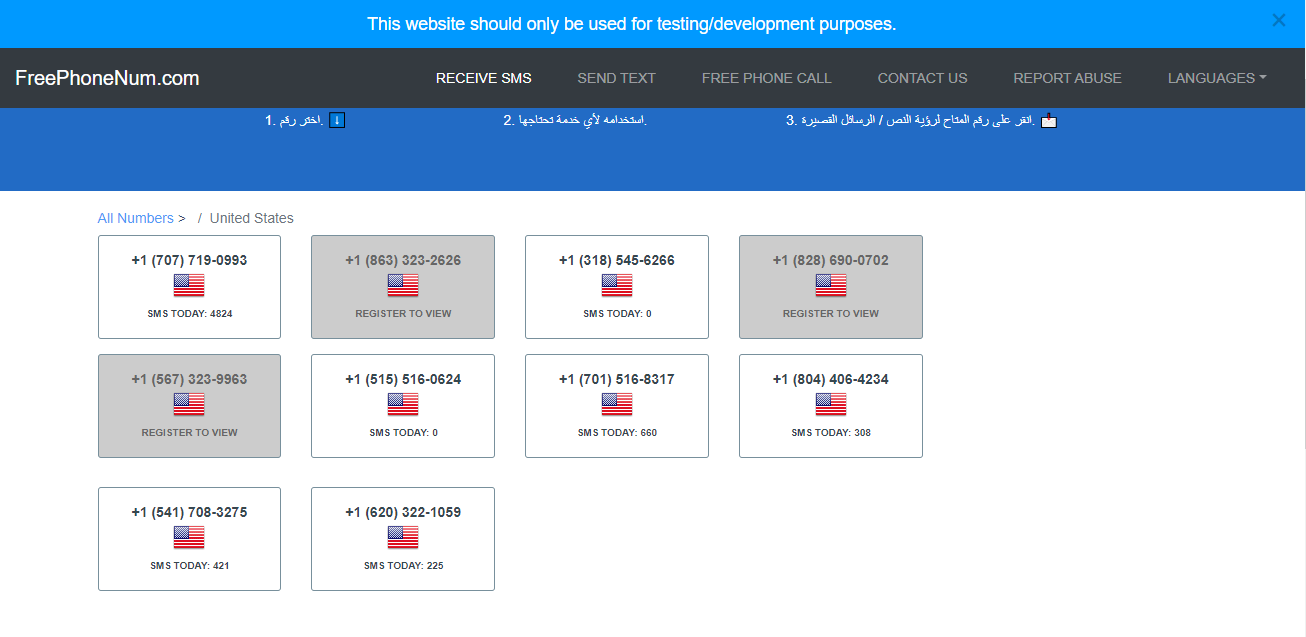 This website should only be used for testing/development purposes. ×
FreePhoneNum.com RECEIVE SMS SEND TEXT FREE PHONE CALL CONTACT US REPORT ABUSE LANGUAGES
1. اختر رقم. 2. استخدامه لأي خدمة تحتاجها. 3. انقر على رقم المتاح لرؤية النص / الرسائل القصيرة.
All Numbers > / United States
+1 (707) 719-0993 +1 (863) 323-2626 +1 (318) 545-6266 +1 (828) 690-0702
SMS TODAY: 4824 REGISTER TO VIEW SMS TODAY: 0 REGISTER TO VIEW
+1 (567) 323-9963 +1 (515) 516-0624 +1 (701) 516-8317 +1 (804) 406-4234
REGISTER TO VIEW SMS TODAY: 0 SMS TODAY: 660 SMS TODAY: 308
+1 (541) 708-3275 +1 (620) 322-1059
SMS TODAY: 421 SMS TODAY: 225